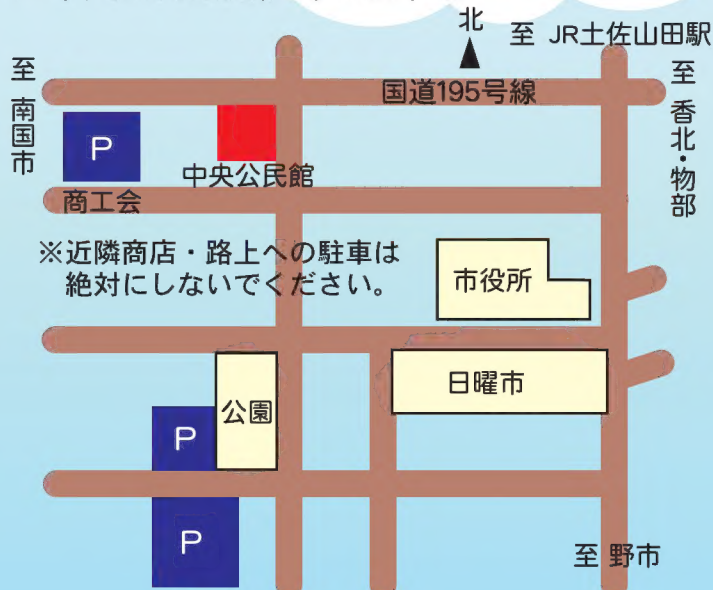 北
至 JR土佐山田駅
至 南国市
国道195号線
至 香北・物部
P
商工会
中央公民館
※近隣商店・路上への駐車は
絶対にしないでください。
市役所
日曜市
公園
P
P
至 野市